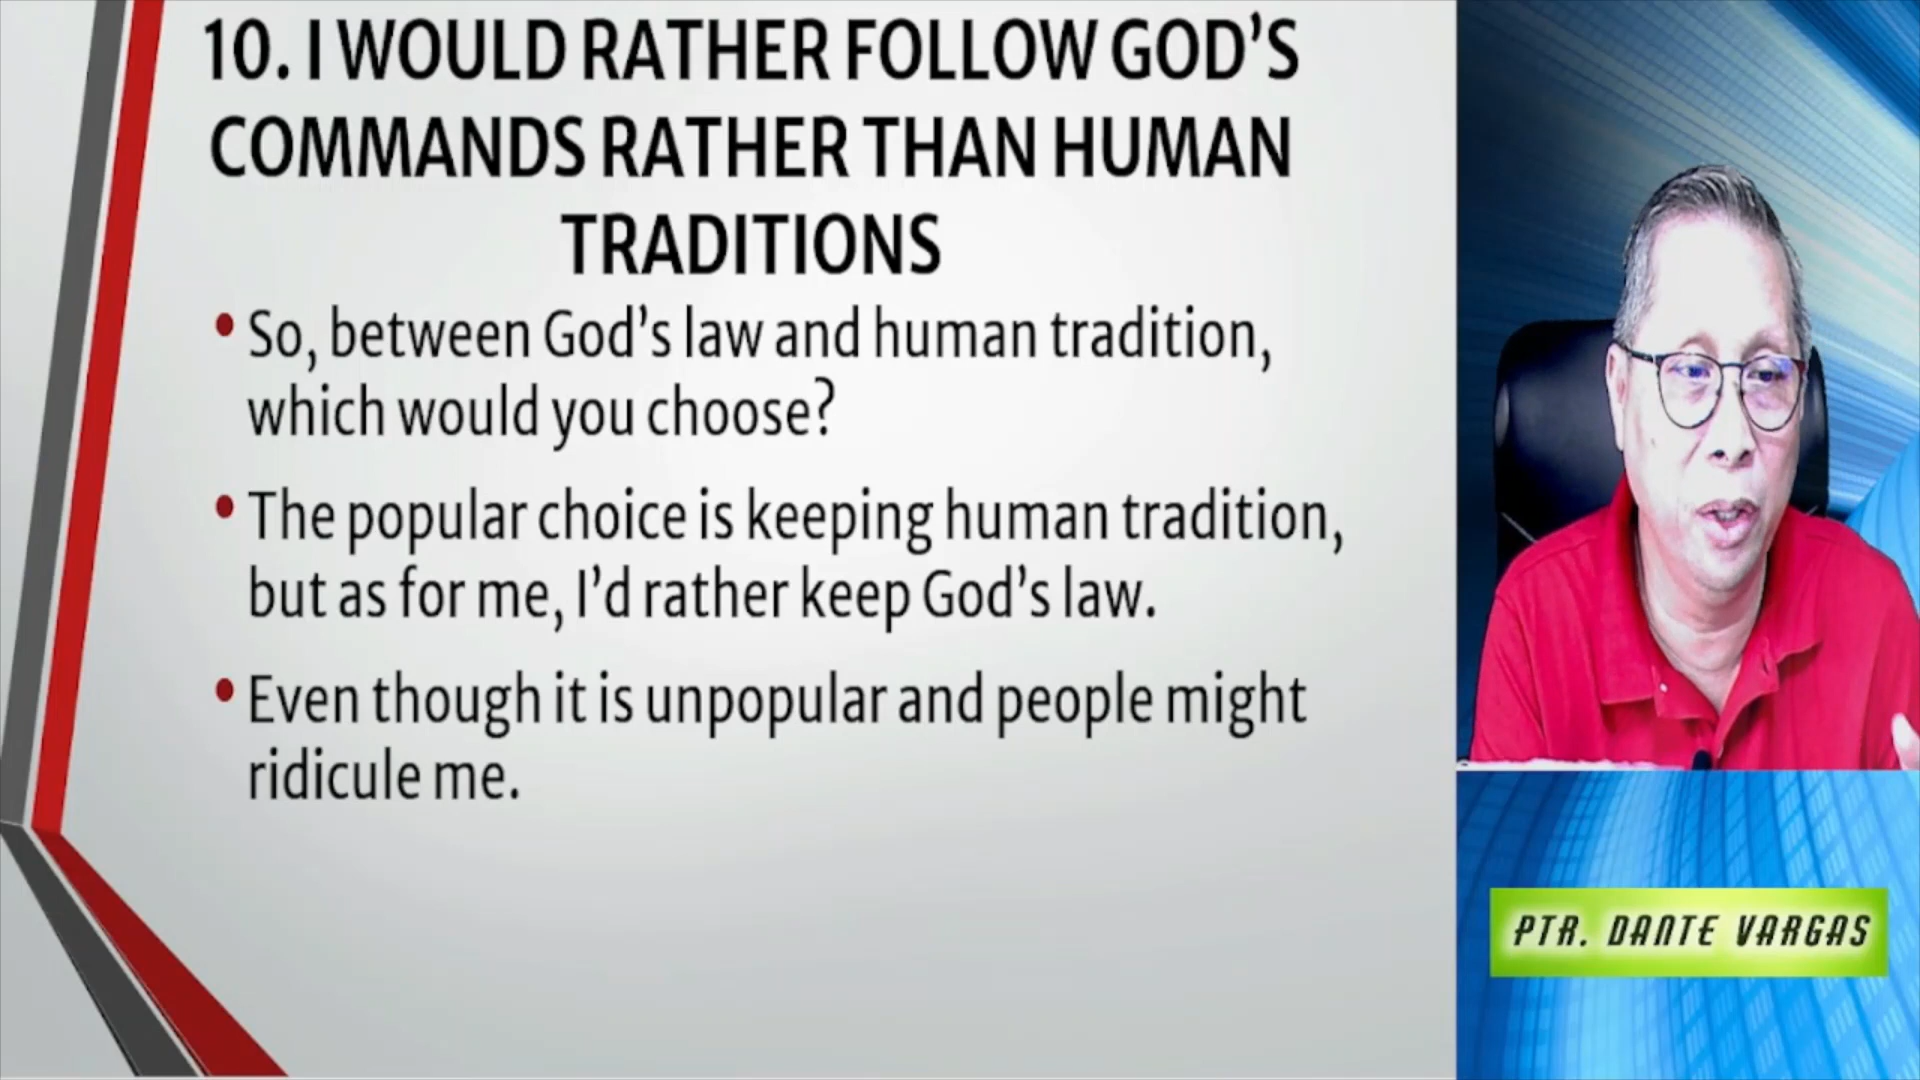 10. I WOULD RATHER FOLLOW GOD’S
COMMANDS RATHER THAN HUMAN
TRADITIONS
• So, between God’s law and human tradition,
which would you choose?
• The popular choice is keeping human tradition,
but as for me, I’d rather keep God’s law.
• Even though it is unpopular and people might
ridicule me.
PTR. DANTE VARGAS